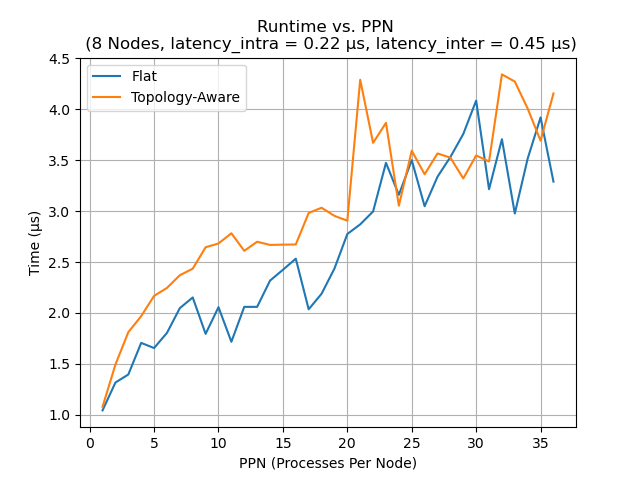 Runtime vs. PPN
(8 Nodes, latency_intra = 0.22 µs, latency_inter = 0.45 µs)
Flat
Topology-Aware
4.5
4.0
3.5
3.0
2.5
2.0
1.5
1.0
Time (µs)
0 5 10 15 20 25 30 35
PPN (Processes Per Node)